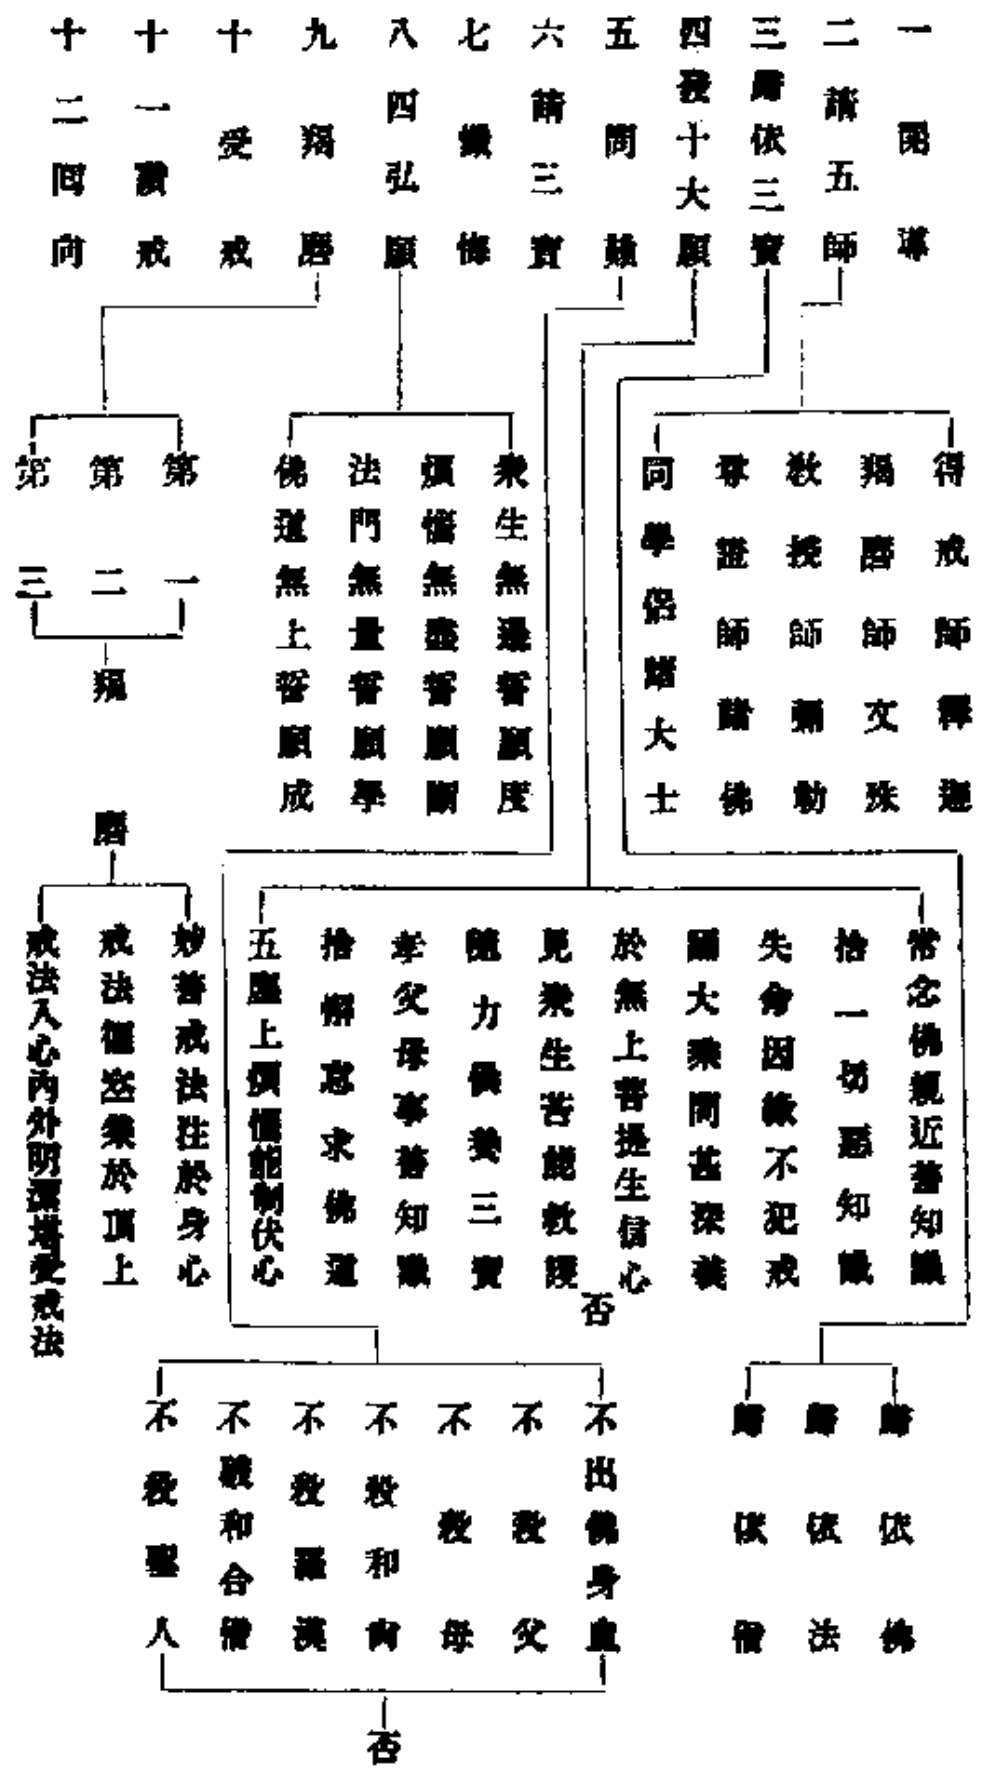 一開導
二請五師
三歸依三寶
四發十大願
五問難
六請三寶
七懺悔
八四弘願
九羯磨
十受戒
十一讚戒
十二回向
得戒師釋迦
羯磨師文殊
教授師彌勒
尊證師諸佛
同學侶諸大士
眾生無邊誓願度
煩惱無盡誓願斷
法門無量誓願學
佛道無上誓願成
第一
第二
第三
羯磨
常念佛親近善知識
捨一切惡知識
失命因緣不犯戒
誦大乘問甚深義
於無上菩提生信心
見眾生苦能救護
隨力供養三寶
孝父母事善知識
捨懈怠求佛道
五塵上煩惱能制伏心
否
妙善戒法注於身心
戒法徧空集於頂上
戒法入心內外明潔堪受戒法
歸依佛
歸依法
歸依僧
不出佛身血
不殺父
不殺母
不殺和尚
不殺羅漢
不破和合僧
不殺聖人
否